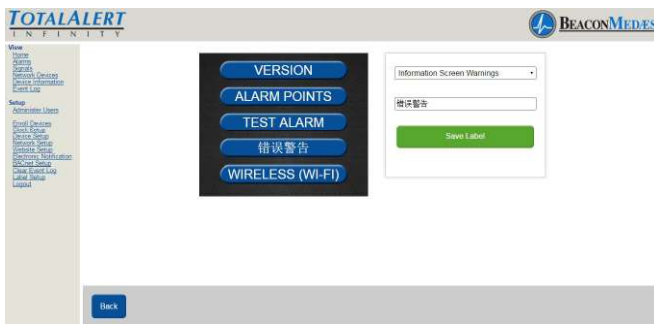 TOTALALERT
INFINITY
BEACONMEDÆS
View
Home
Alarms
Signals
Network Devices
Device Information
Event Log
Setup
Administer Users
Enroll Devices
Clock Setup
Device Setup
Network Setup
Website Setup
Electronic Notification
BACnet Setup
Clear Event Log
Label Setup
Logout
VERSION
ALARM POINTS
TEST ALARM
错误警告
WIRELESS (WI-FI)
Information Screen Warnings
错误警告
Save Label
Back